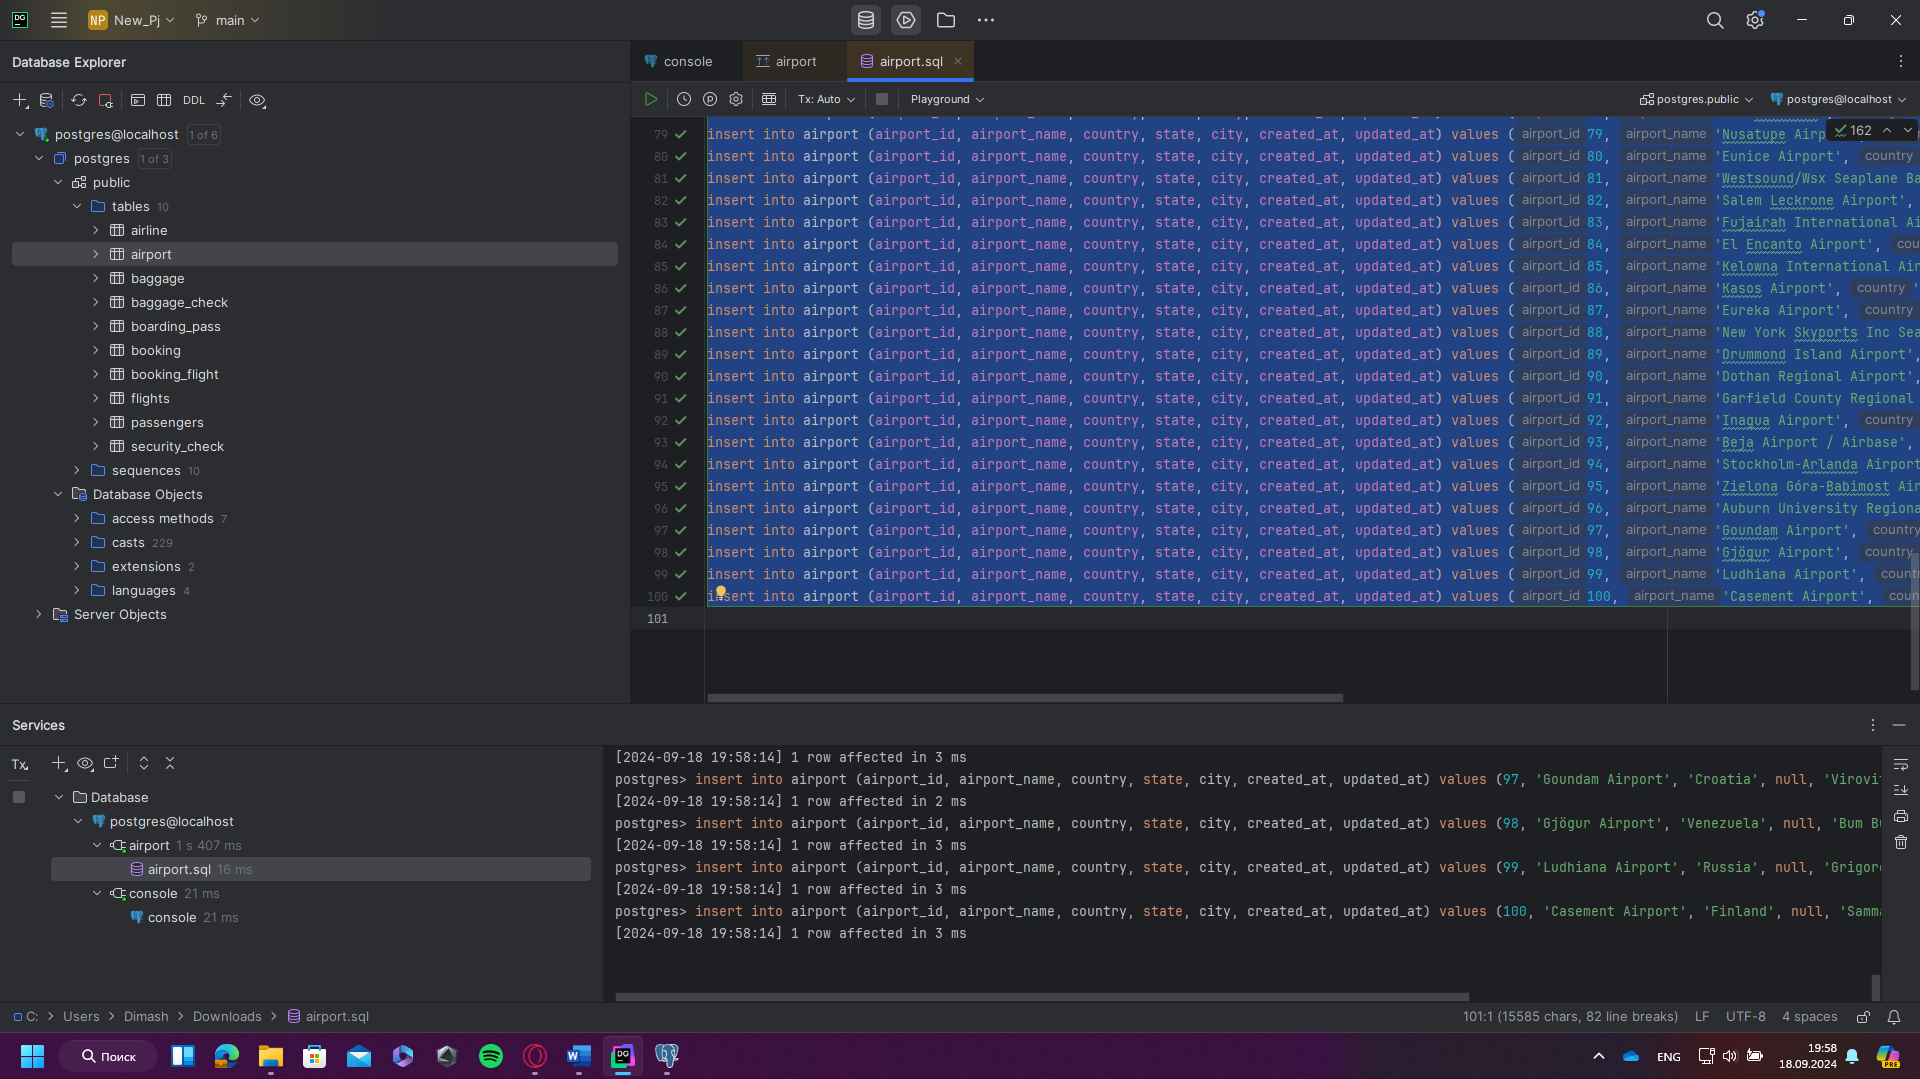 NP New_Pj main
Database Explorer
DDL
postgres@localhost 1 of 6
postgres 1 of 3
public
tables 10
airline
airport
baggage
baggage_check
boarding_pass
booking
booking_flight
flights
passengers
security_check
sequences 10
Database Objects
access methods 7
casts 229
extensions 2
languages 4
Server Objects
console airport airport.sql
Tx: Auto Playground postgres.public postgres@localhost
162
79 insert into airport (airport_id, airport_name, country, state, city, created_at, updated_at) values ( airport_id 79, airport_name 'Nusatupe
80 insert into airport (airport_id, airport_name, country, state, city, created_at, updated_at) values ( airport_id 80, airport_name 'Eunice Airport', country
81 insert into airport (airport_id, airport_name, country, state, city, created_at, updated_at) values ( airport_id 81, airport_name 'Westsound/Wsx Seaplane Ba
82 insert into airport (airport_id, airport_name, country, state, city, created_at, updated_at) values ( airport_id 82, airport_name 'Salem Leckrone Airport',
83 insert into airport (airport_id, airport_name, country, state, city, created_at, updated_at) values ( airport_id 83, airport_name 'Fujairah International Ai
84 insert into airport (airport_id, airport_name, country, state, city, created_at, updated_at) values ( airport_id 84, airport_name 'El Encanto Airport', cou
85 insert into airport (airport_id, airport_name, country, state, city, created_at, updated_at) values ( airport_id 85, airport_name 'Kelowna International Air
86 insert into airport (airport_id, airport_name, country, state, city, created_at, updated_at) values ( airport_id 86, airport_name 'Kasos Airport', country '
87 insert into airport (airport_id, airport_name, country, state, city, created_at, updated_at) values ( airport_id 87, airport_name 'Eureka Airport', country
88 insert into airport (airport_id, airport_name, country, state, city, created_at, updated_at) values ( airport_id 88, airport_name 'New York Skyports Inc Sea
89 insert into airport (airport_id, airport_name, country, state, city, created_at, updated_at) values ( airport_id 89, airport_name 'Drummond Island Airport',
90 insert into airport (airport_id, airport_name, country, state, city, created_at, updated_at) values ( airport_id 90, airport_name 'Dothan Regional Airport',
91 insert into airport (airport_id, airport_name, country, state, city, created_at, updated_at) values ( airport_id 91, airport_name 'Garfield County Regional
92 insert into airport (airport_id, airport_name, country, state, city, created_at, updated_at) values ( airport_id 92, airport_name 'Inagua Airport', country
93 insert into airport (airport_id, airport_name, country, state, city, created_at, updated_at) values ( airport_id 93, airport_name 'Beja Airport / Airbase',
94 insert into airport (airport_id, airport_name, country, state, city, created_at, updated_at) values ( airport_id 94, airport_name 'Stockholm-Arlanda Airport
95 insert into airport (airport_id, airport_name, country, state, city, created_at, updated_at) values ( airport_id 95, airport_name 'Zielona Góra-Babimost Air
96 insert into airport (airport_id, airport_name, country, state, city, created_at, updated_at) values ( airport_id 96, airport_name 'Auburn University Regiona
97 insert into airport (airport_id, airport_name, country, state, city, created_at, updated_at) values ( airport_id 97, airport_name 'Goundam Airport', country
98 insert into airport (airport_id, airport_name, country, state, city, created_at, updated_at) values ( airport_id 98, airport_name 'Gjögur Airport', country
99 insert into airport (airport_id, airport_name, country, state, city, created_at, updated_at) values ( airport_id 99, airport_name 'Ludhiana Airport', count
100 insert into airport (airport_id, airport_name, country, state, city, created_at, updated_at) values ( airport_id 100, airport_name 'Casement Airport', coun
101
Services
Tx
Database
postgres@localhost
airport 1 s 407 ms
airport.sql 16 ms
console 21 ms
console 21 ms
[2024-09-18 19:58:14] 1 row affected in 3 ms
postgres> insert into airport (airport_id, airport_name, country, state, city, created_at, updated_at) values (97, 'Goundam Airport', 'Croatia', null, 'Virovi
[2024-09-18 19:58:14] 1 row affected in 2 ms
postgres> insert into airport (airport_id, airport_name, country, state, city, created_at, updated_at) values (98, 'Gjögur Airport', 'Venezuela', null, 'Bum B
[2024-09-18 19:58:14] 1 row affected in 3 ms
postgres> insert into airport (airport_id, airport_name, country, state, city, created_at, updated_at) values (99, 'Ludhiana Airport', 'Russia', null, 'Grigor
[2024-09-18 19:58:14] 1 row affected in 3 ms
postgres> insert into airport (airport_id, airport_name, country, state, city, created_at, updated_at) values (100, 'Casement Airport', 'Finland', null, 'Samm
[2024-09-18 19:58:14] 1 row affected in 3 ms
C: > Users > Dimash > Downloads > airport.sql
101:1 (15585 chars, 82 line breaks) LF UTF-8 4 spaces
Поиск
ENG
19:58
18.09.2024